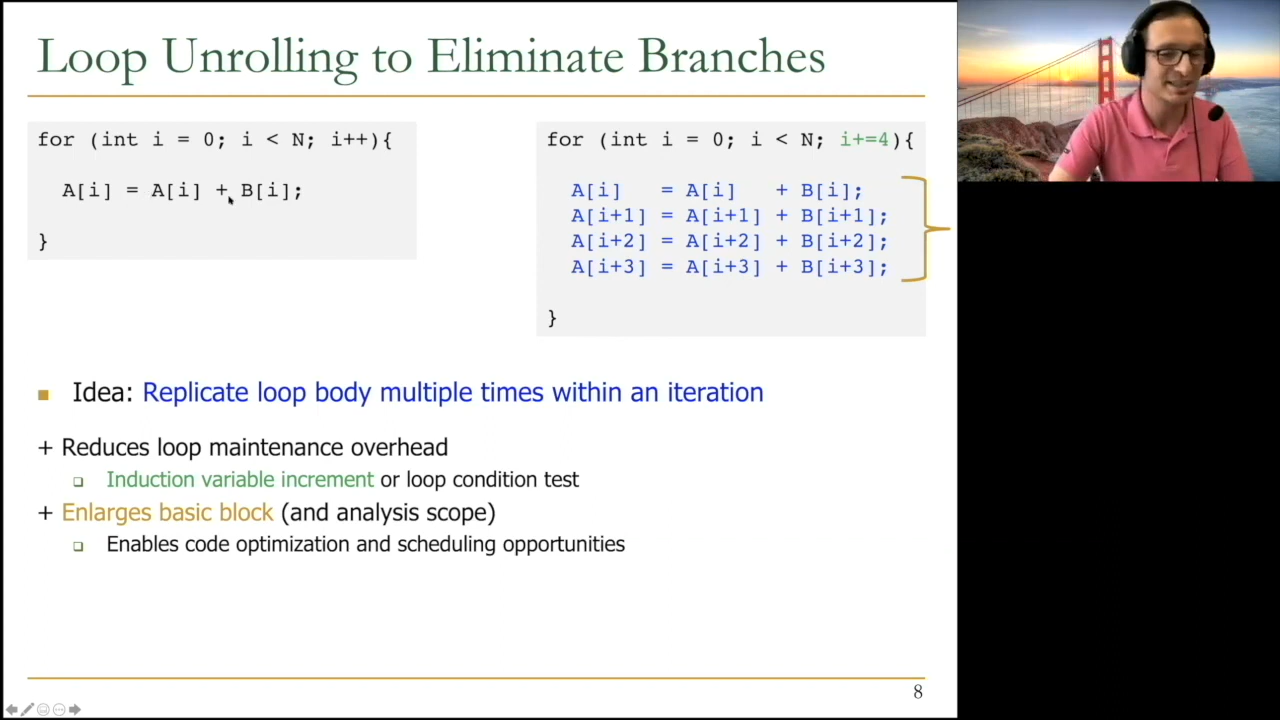 Loop Unrolling to Eliminate Branches
for (int i = 0; i < N; i++){
A[i] = A[i] + B[i];
}
for (int i = 0; i < N; i+=4){
A[i]   = A[i]   + B[i];
A[i+1] = A[i+1] + B[i+1];
A[i+2] = A[i+2] + B[i+2];
A[i+3] = A[i+3] + B[i+3];
}
Idea: Replicate loop body multiple times within an iteration
+ Reduces loop maintenance overhead
Induction variable increment or loop condition test
+ Enlarges basic block (and analysis scope)
Enables code optimization and scheduling opportunities
8